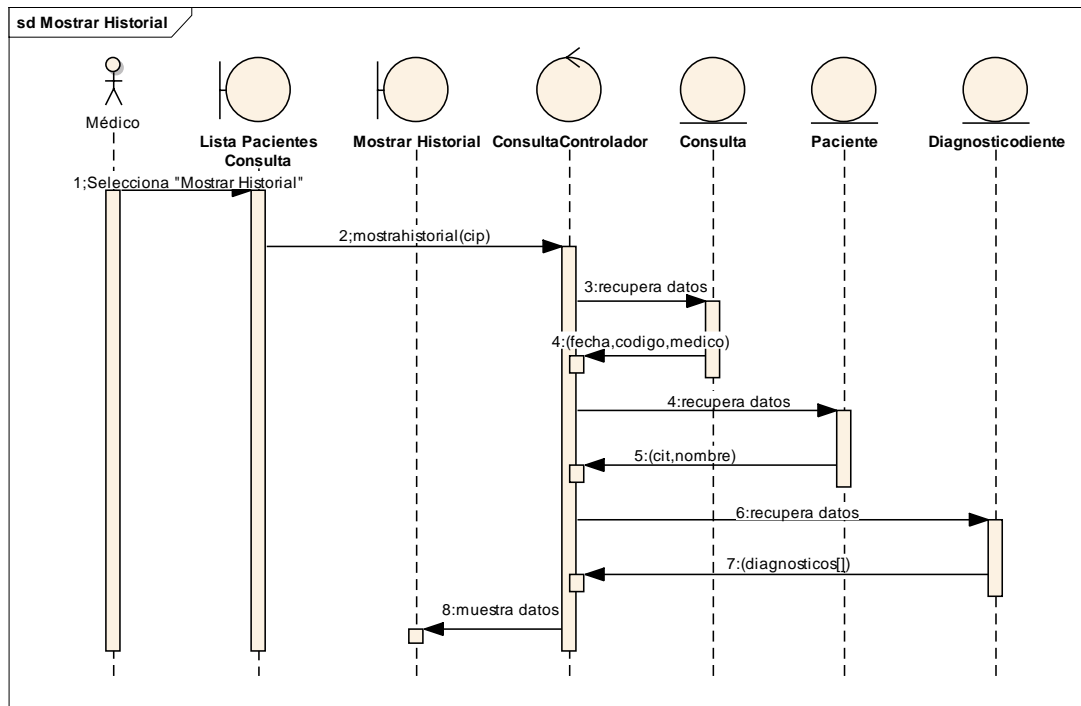 sd Mostrar Historial
Médico
Lista Pacientes
Consulta
Mostrar Historial
ConsultaControlador
Consulta
Paciente
Diagnosticodiente
1;Selecciona "Mostrar Historial"
2;mostrahistorial(cip)
3:recupera datos
4:(fecha,codigo,medico)
4:recupera datos
5:(cit,nombre)
6:recupera datos
7:(diagnosticos[])
8:muestra datos